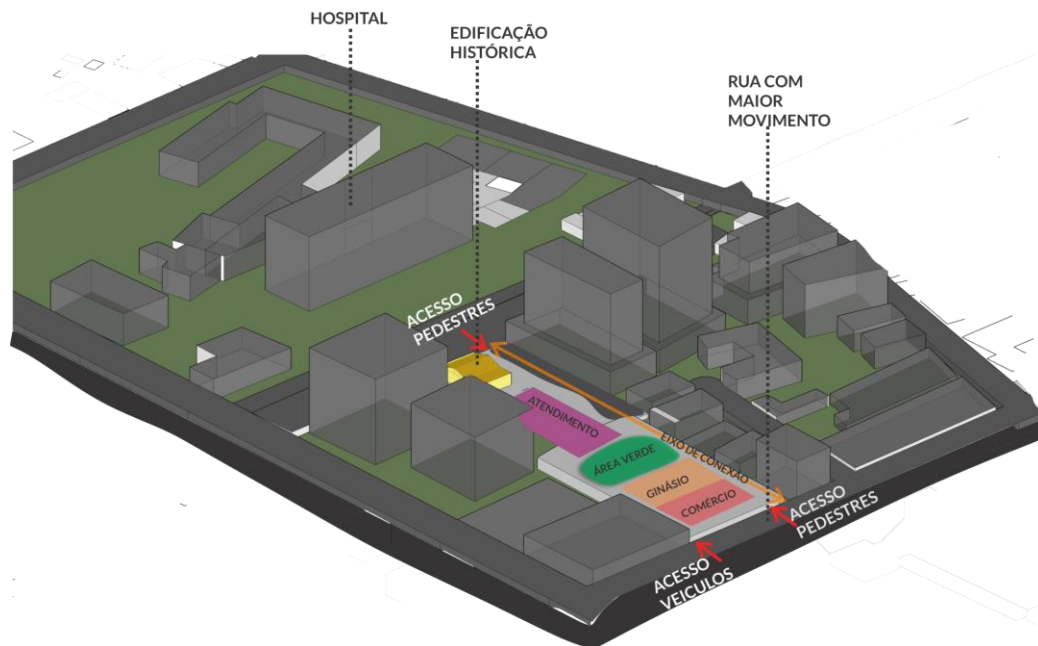 HOSPITAL
EDIFICAÇÃO
HISTÓRICA
RUA COM
MAIOR
MOVIMENTO
ACESSO
PEDESTRES
ATENDIMENTO
ÁREA VERDE
EIXO DE CONEXÃO
GINÁSIO
COMÉRCIO
ACESSO
PEDESTRES
ACESSO
VEICULOS